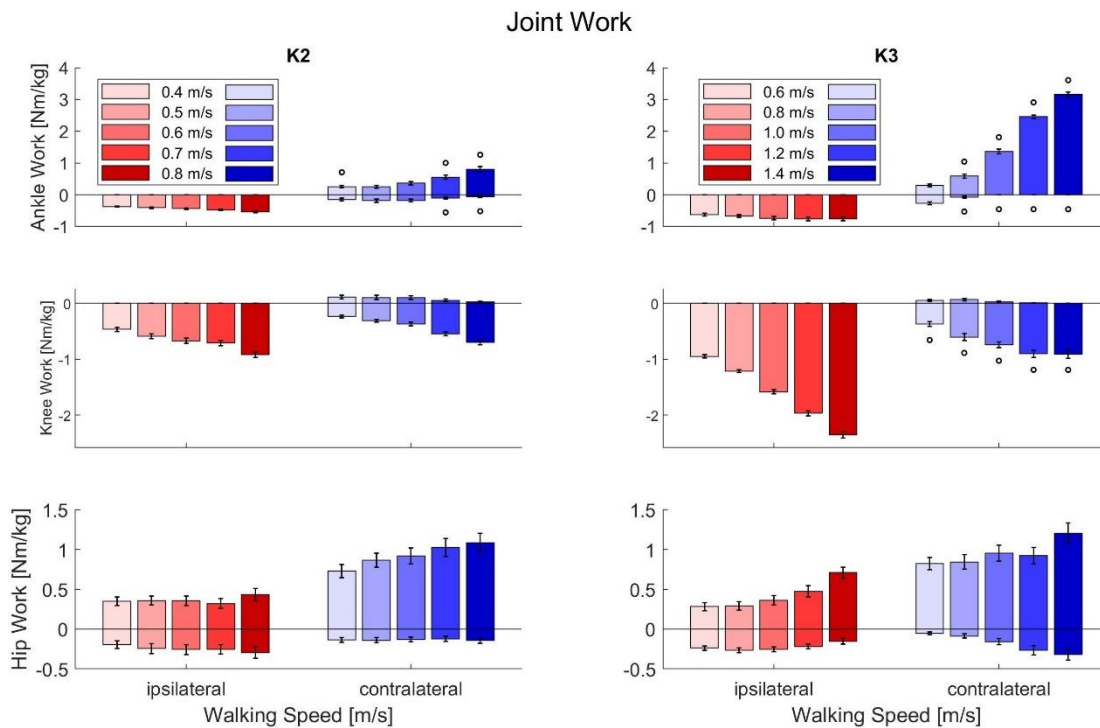 Joint Work
K2
K3
Ankle Work [Nm/kg]
4
3
2
1
0
-1
0.4 m/s
0.5 m/s
0.6 m/s
0.7 m/s
0.8 m/s
4
3
2
1
0
-1
0.6 m/s
0.8 m/s
1.0 m/s
1.2 m/s
1.4 m/s
Knee Work [Nm/kg]
0
-1
-2
0
-1
-2
Hip Work [Nm/kg]
1.5
1
0.5
0
-0.5
1.5
1
0.5
0
-0.5
ipsilateral contralateral
Walking Speed [m/s]
ipsilateral contralateral
Walking Speed [m/s]